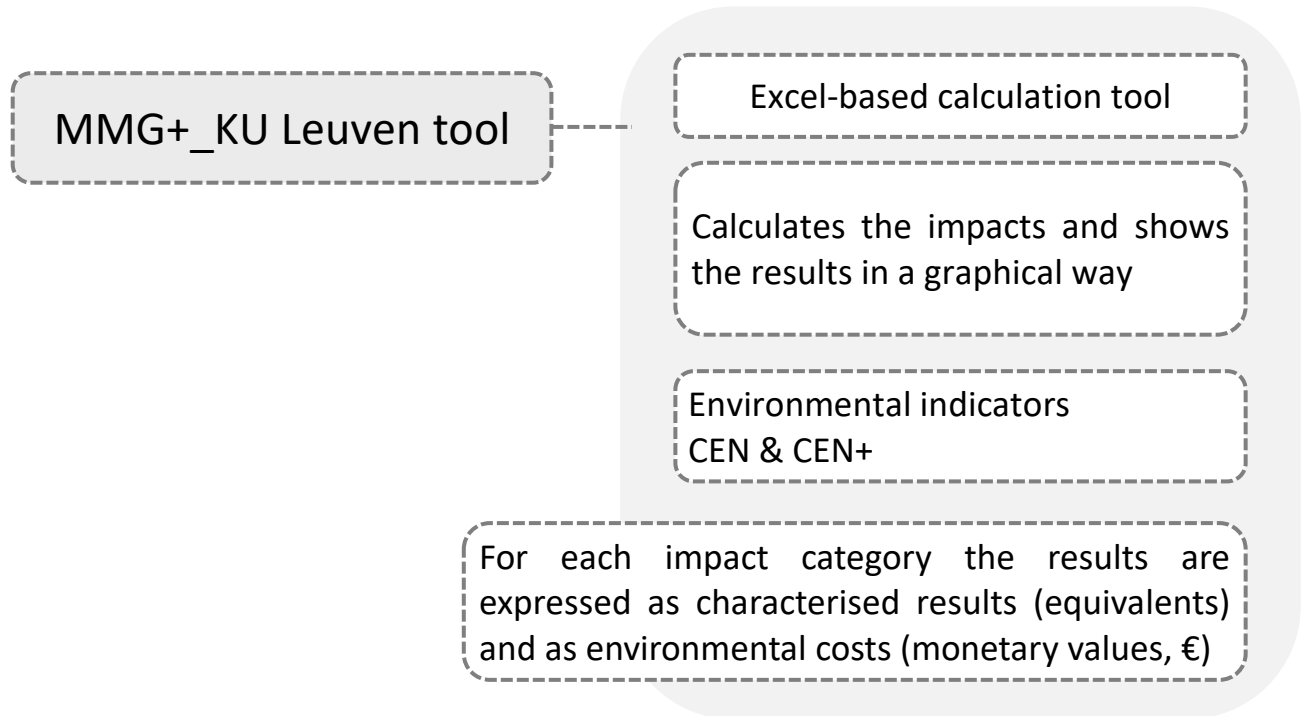 MMG+_KU Leuven tool
Excel-based calculation tool
Calculates the impacts and shows
the results in a graphical way
Environmental indicators
CEN & CEN+
For each impact category the results are
expressed as characterised results (equivalents)
and as environmental costs (monetary values, €)